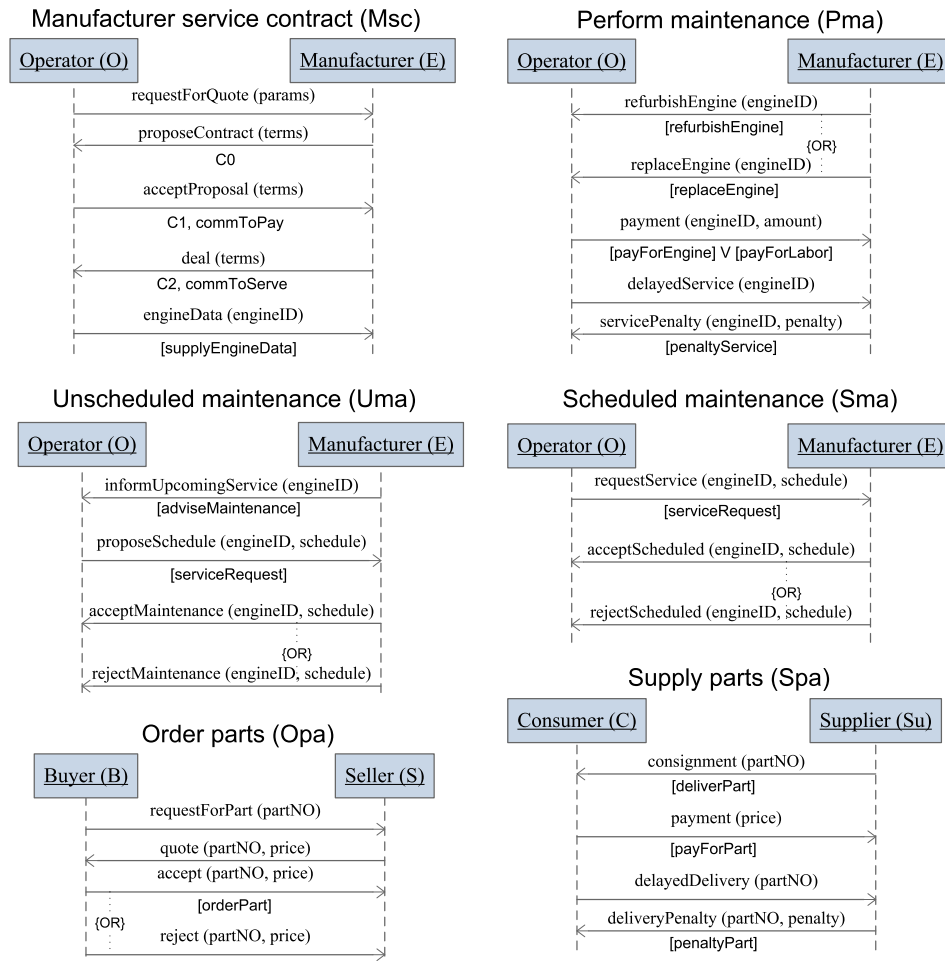 Manufacturer service contract (Msc)
Operator (O)
Manufacturer (E)
requestForQuote (params)
proposeContract (terms)
C0
acceptProposal (terms)
C1, commToPay
deal (terms)
C2, commToServe
engineData (engineID)
[supplyEngineData]
Perform maintenance (Pma)
Operator (O)
Manufacturer (E)
refurbishEngine (engineID)
[refurbishEngine]
{OR}
replaceEngine (engineID)
[replaceEngine]
payment (engineID, amount)
[payForEngine] V [payForLabor]
delayedService (engineID)
servicePenalty (engineID, penalty)
[penaltyService]
Unscheduled maintenance (Uma)
Operator (O)
Manufacturer (E)
informUpcomingService (engineID)
[adviseMaintenance]
proposeSchedule (engineID, schedule)
[serviceRequest]
acceptMaintenance (engineID, schedule)
{OR}
rejectMaintenance (engineID, schedule)
Scheduled maintenance (Sma)
Operator (O)
Manufacturer (E)
requestService (engineID, schedule)
[serviceRequest]
acceptScheduled (engineID, schedule)
{OR}
rejectScheduled (engineID, schedule)
Order parts (Opa)
Buyer (B)
Seller (S)
requestForPart (partNO)
quote (partNO, price)
accept (partNO, price)
[orderPart]
{OR}
reject (partNO, price)
Supply parts (Spa)
Consumer (C)
Supplier (Su)
consignment (partNO)
[deliverPart]
payment (price)
[payForPart]
delayedDelivery (partNO)
deliveryPenalty (partNO, penalty)
[penaltyPart]